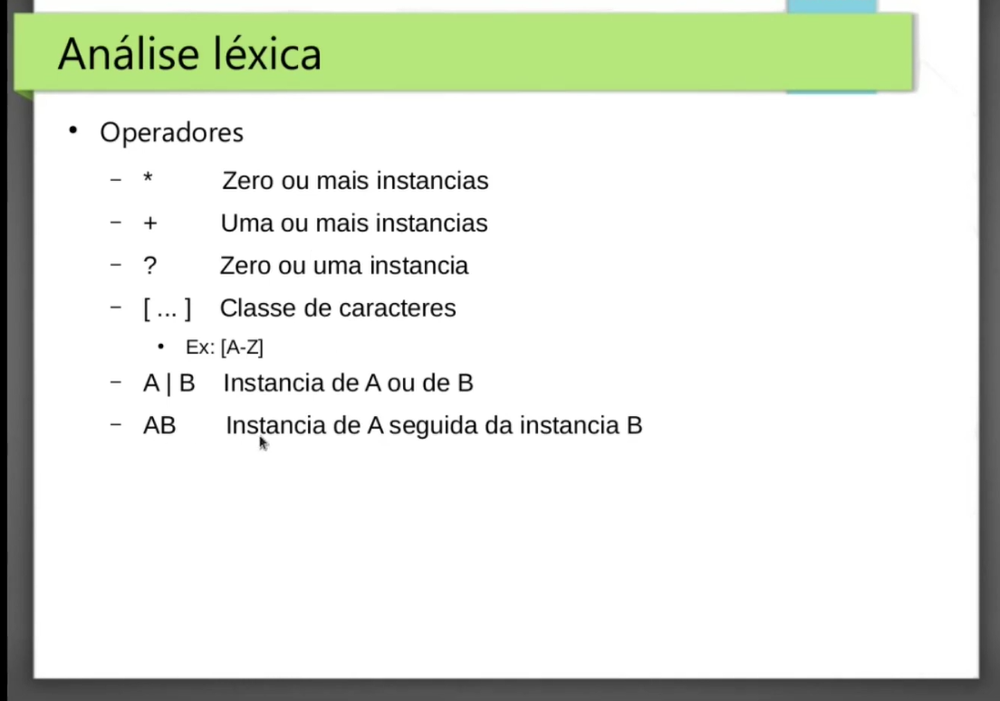 Análise léxica
• Operadores
– * Zero ou mais instancias
– + Uma ou mais instancias
– ? Zero ou uma instancia
– [ ... ] Classe de caracteres
• Ex: [A-Z]
– A | B Instancia de A ou de B
– AB Instancia de A seguida da instancia B